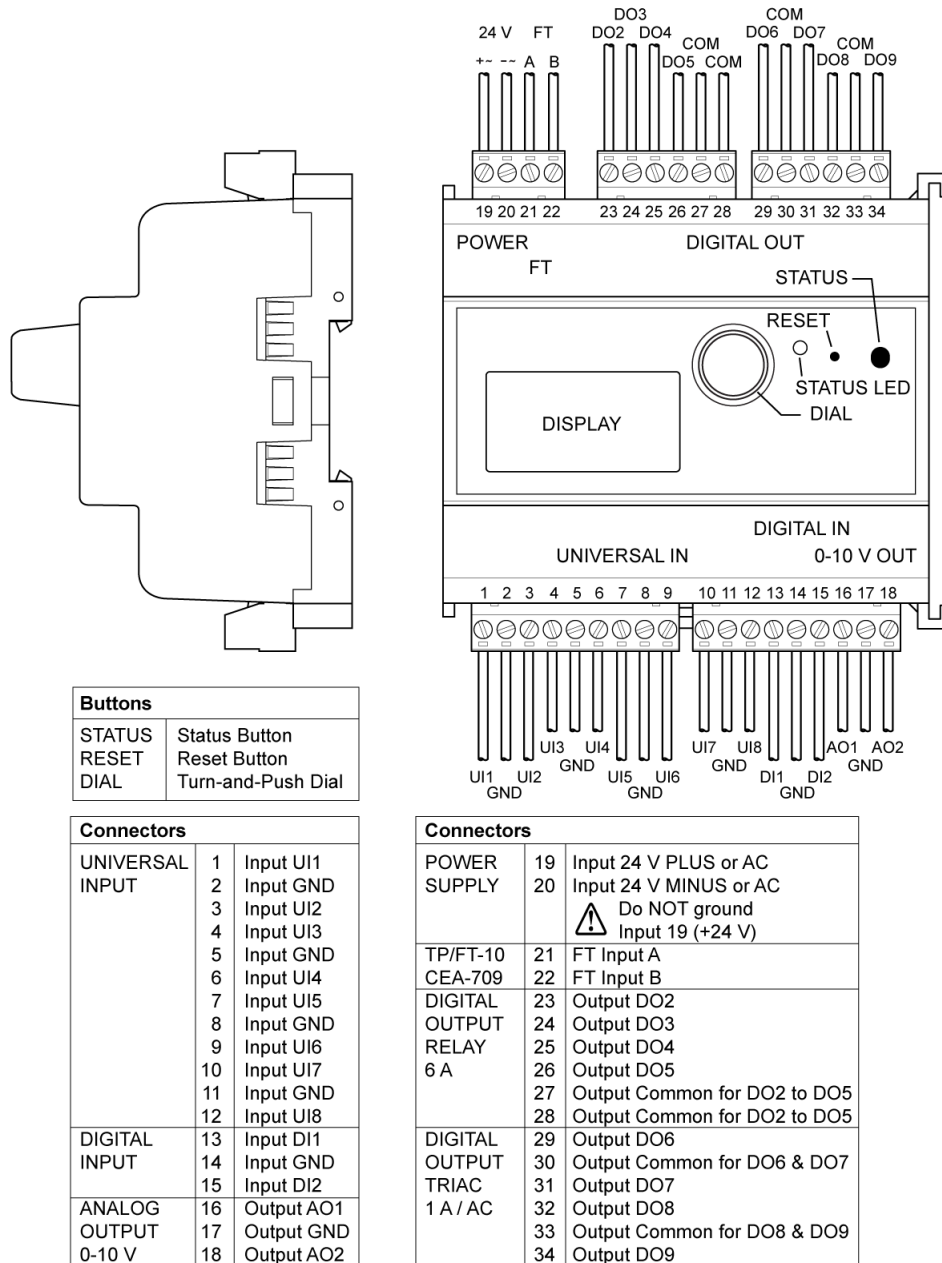 24 V FT
+~ -~ A B
DO3
DO2 DO4
COM
DO5 COM
COM
DO6 DO7
COM
DO8 DO9
19 20 21 22
23 24 25 26 27 28
29 30 31 32 33 34
POWER
DIGITAL OUT
FT
STATUS
RESET
STATUS LED
DIAL
DISPLAY
DIGITAL IN
UNIVERSAL IN
0-10 V OUT
1 2 3 4 5 6 7 8 9
10 11 12 13 14 15 16 17 18
UI3 UI4
GND
UI1 UI2
GND
UI5 UI6
GND
UI7 UI8
GND
DI1 DI2
GND
AO1 AO2
GND
Buttons
STATUS Status Button
RESET Reset Button
DIAL Turn-and-Push Dial
Connectors
UNIVERSAL 1 Input UI1
INPUT 2 Input GND
3 Input UI2
4 Input UI3
5 Input GND
6 Input UI4
7 Input UI5
8 Input GND
9 Input UI6
10 Input UI7
11 Input GND
12 Input UI8
DIGITAL 13 Input DI1
INPUT 14 Input GND
15 Input DI2
ANALOG 16 Output AO1
OUTPUT 17 Output GND
0-10 V 18 Output AO2
Connectors
POWER 19 Input 24 V PLUS or AC
SUPPLY 20 Input 24 V MINUS or AC
Do NOT ground
Input 19 (+24 V)
TP/FT-10 21 FT Input A
CEA-709 22 FT Input B
DIGITAL 23 Output DO2
OUTPUT 24 Output DO3
RELAY 25 Output DO4
6 A 26 Output DO5
27 Output Common for DO2 to DO5
28 Output Common for DO2 to DO5
DIGITAL 29 Output DO6
OUTPUT 30 Output Common for DO6 & DO7
TRIAC 31 Output DO7
1 A / AC 32 Output DO8
33 Output Common for DO8 & DO9
34 Output DO9